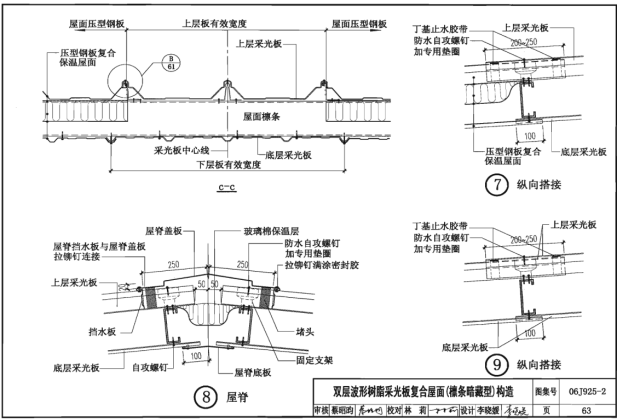 屋面压型钢板
上层板有效宽度
屋面压型钢板
上层采光板
压型钢板复合
保温屋面
B
61
屋面檩条
采光板中心线
底层采光板
下层板有效宽度
C-C
丁基止水胶带
上层采光板
防水自攻螺钉
加专用垫圈
200~250
100
压型钢板复合
保温屋面
底层采光板
7 纵向搭接
屋脊盖板
玻璃棉保温层
屋脊挡水板与屋脊盖板
拉铆钉连接
防水自攻螺钉
加专用垫圈
拉铆钉满涂密封胶
250
250
50
50
上层采光板
挡水板
堵头
固定支架
100
底层采光板
自攻螺钉
屋脊底板
8 屋脊
丁基止水胶带
上层采光板
防水自攻螺钉
加专用垫圈
200~250
100
底层采光板
9 纵向搭接
双层波形树脂采光板复合屋面(檩条暗藏型)构造
图集号
06J925-2
审核 蔡昭昀 校对 林莉 设计 李晓媛
页
63